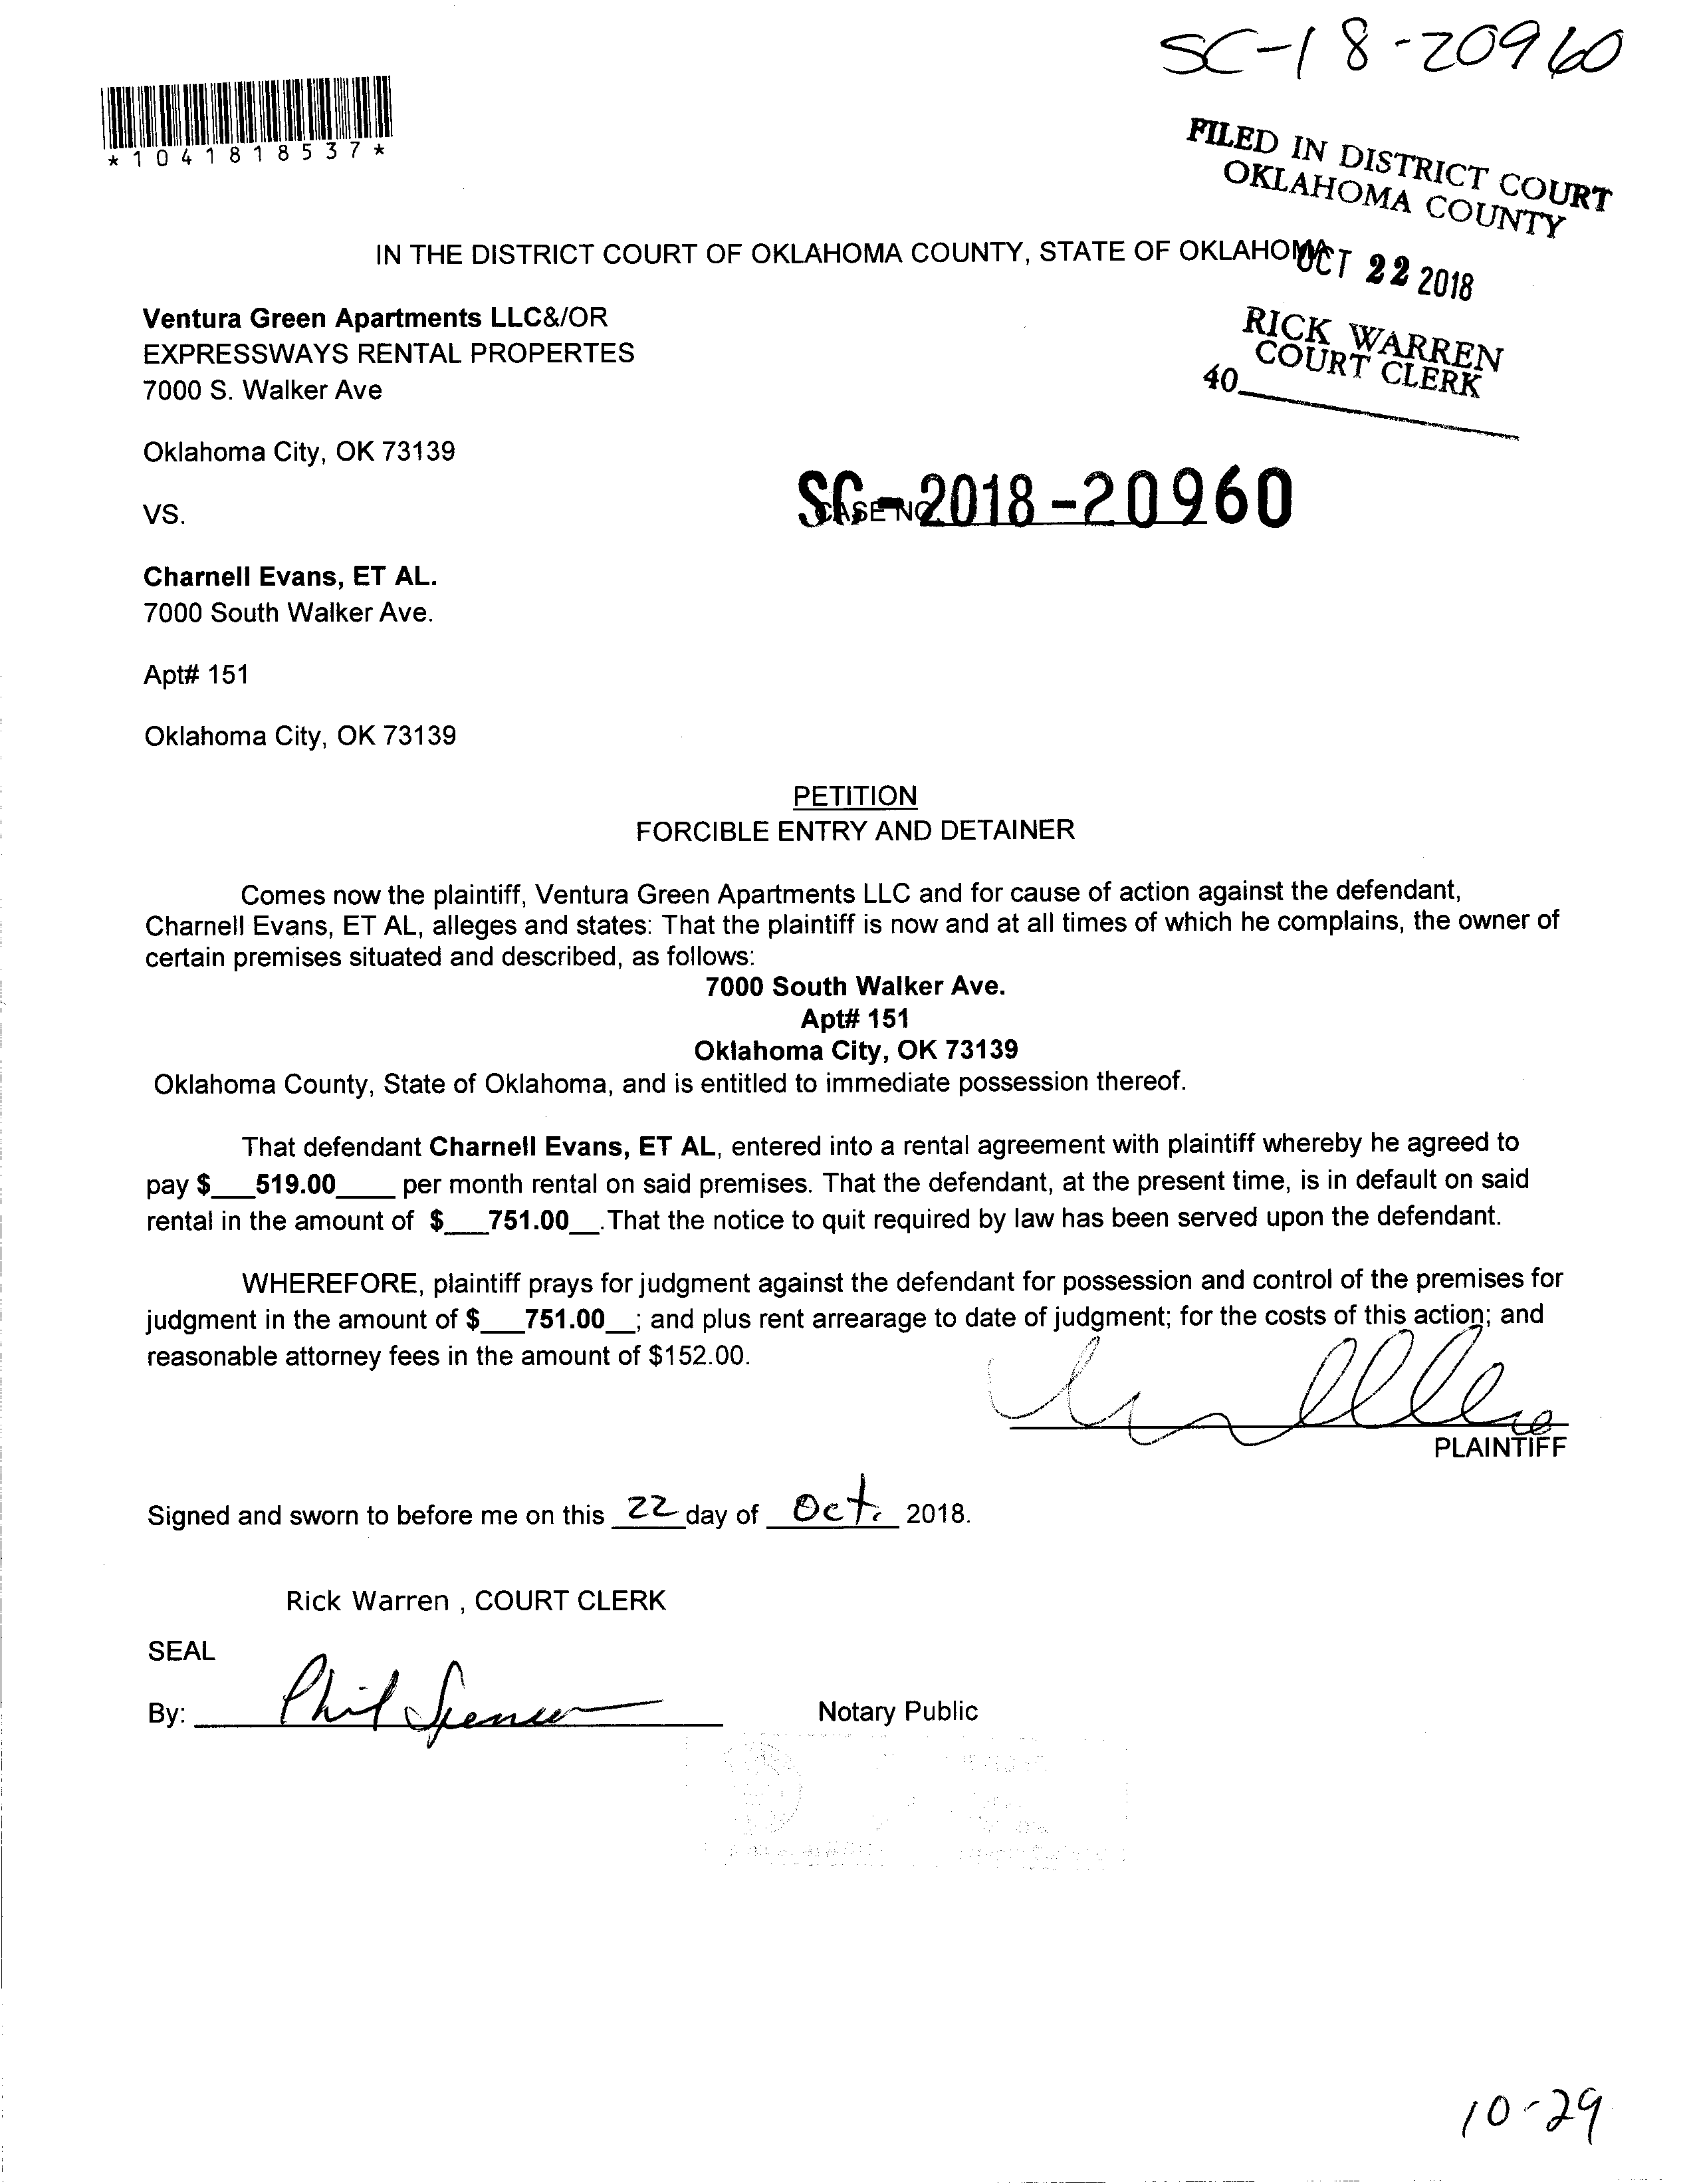 SC-18-20960
*1041818537*
FILED IN DISTRICT COURT
OKLAHOMA COUNTY
IN THE DISTRICT COURT OF OKLAHOMA COUNTY, STATE OF OKLAHOMA
OCT 22 2018
RICK WARREN
COURT CLERK
40
Ventura Green Apartments LLC&/OR
EXPRESSWAYS RENTAL PROPERTES
7000 S. Walker Ave
Oklahoma City, OK 73139
VS.
CASE NO.
SC-2018-20960
Charnell Evans, ET AL.
7000 South Walker Ave.
Apt# 151
Oklahoma City, OK 73139
PETITION
FORCIBLE ENTRY AND DETAINER
Comes now the plaintiff, Ventura Green Apartments LLC and for cause of action against the defendant,
Charnell Evans, ET AL, alleges and states: That the plaintiff is now and at all times of which he complains, the owner of
certain premises situated and described, as follows:
7000 South Walker Ave.
Apt# 151
Oklahoma City, OK 73139
Oklahoma County, State of Oklahoma, and is entitled to immediate possession thereof.
That defendant Charnell Evans, ET AL, entered into a rental agreement with plaintiff whereby he agreed to
pay $___519.00____ per month rental on said premises. That the defendant, at the present time, is in default on said
rental in the amount of $___751.00__.That the notice to quit required by law has been served upon the defendant.
WHEREFORE, plaintiff prays for judgment against the defendant for possession and control of the premises for
judgment in the amount of $___751.00__; and plus rent arrearage to date of judgment; for the costs of this action; and
reasonable attorney fees in the amount of $152.00.
PLAINTIFF
Signed and sworn to before me on this 22 day of Oct. 2018.
Rick Warren , COURT CLERK
SEAL
By: Phil Spencer
Notary Public
10-29